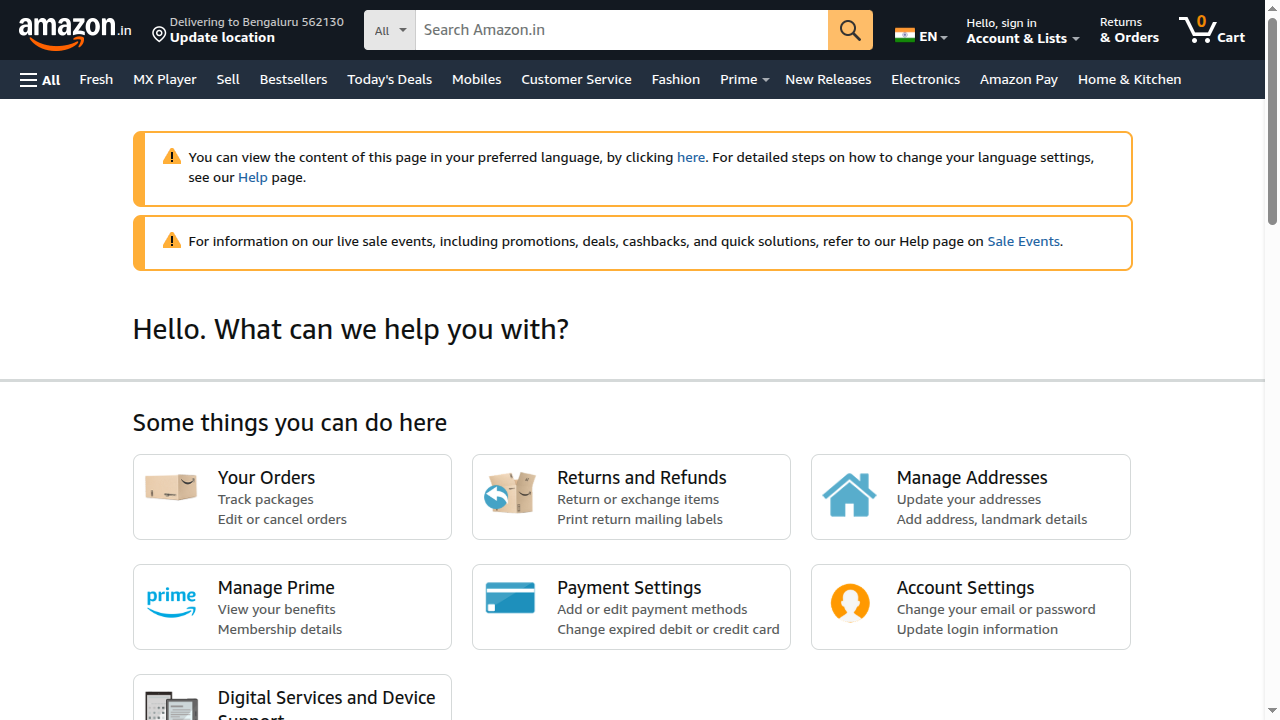 amazon.in
Delivering to Bengaluru 562130
Update location
All
Search Amazon.in
EN
Hello, sign in
Account & Lists
Returns
& Orders
0
Cart
All Fresh MX Player Sell Bestsellers Today's Deals Mobiles Customer Service Fashion Prime New Releases Electronics Amazon Pay Home & Kitchen
You can view the content of this page in your preferred language, by clicking here. For detailed steps on how to change your language settings,
see our Help page.
For information on our live sale events, including promotions, deals, cashbacks, and quick solutions, refer to our Help page on Sale Events.
Hello. What can we help you with?
Some things you can do here
Your Orders
Track packages
Edit or cancel orders
Returns and Refunds
Return or exchange items
Print return mailing labels
Manage Addresses
Update your addresses
Add address, landmark details
prime
Manage Prime
View your benefits
Membership details
Payment Settings
Add or edit payment methods
Change expired debit or credit card
Account Settings
Change your email or password
Update login information
Digital Services and Device
Support